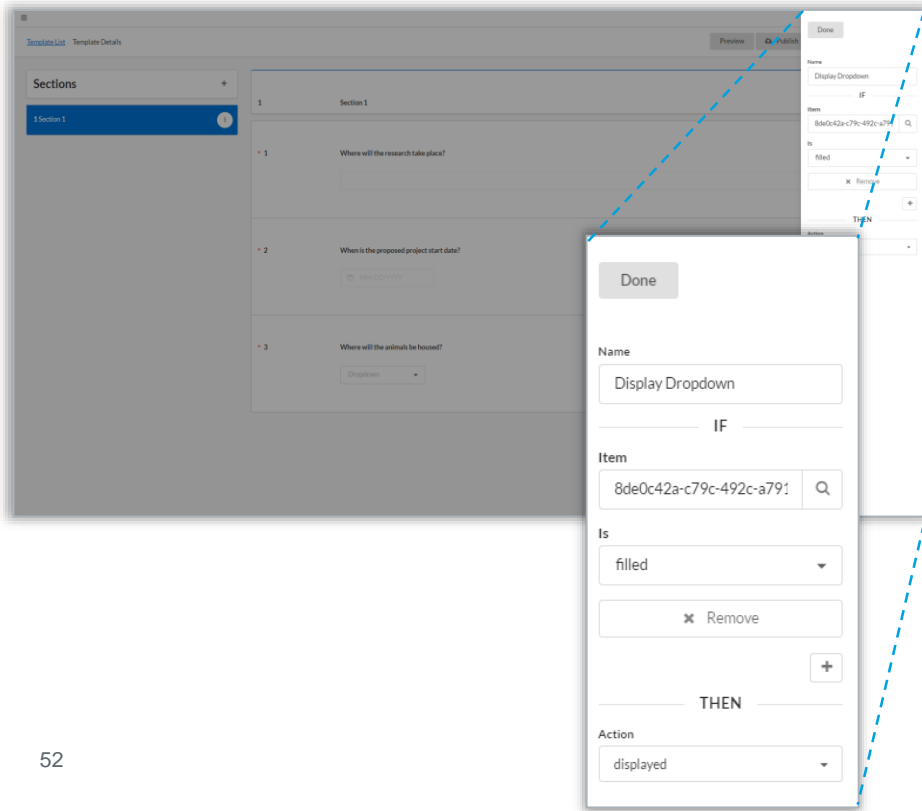 Template List Template Details
Preview Publish
Sections +
1 Section 1
1 Section 1
* 1 Where will the research take place?
* 2 When is the proposed project start date?
MM/DD/YYYY
* 3 Where will the animals be housed?
Dropdown
Done
Name
Display Dropdown
IF
Item
8de0c42a-c79c-492c-a791
Is
filled
✖ Remove
+
THEN
Action
Done
Name
Display Dropdown
IF
Item
8de0c42a-c79c-492c-a791
Is
filled
✖ Remove
+
THEN
Action
displayed
52